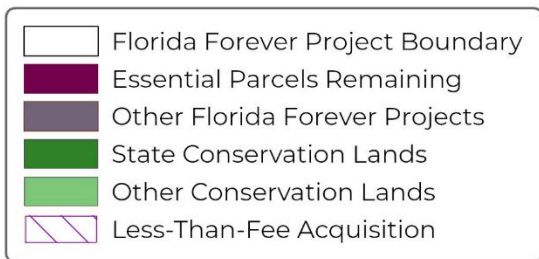 Florida Forever Project Boundary
Essential Parcels Remaining
Other Florida Forever Projects
State Conservation Lands
Other Conservation Lands
Less-Than-Fee Acquisition